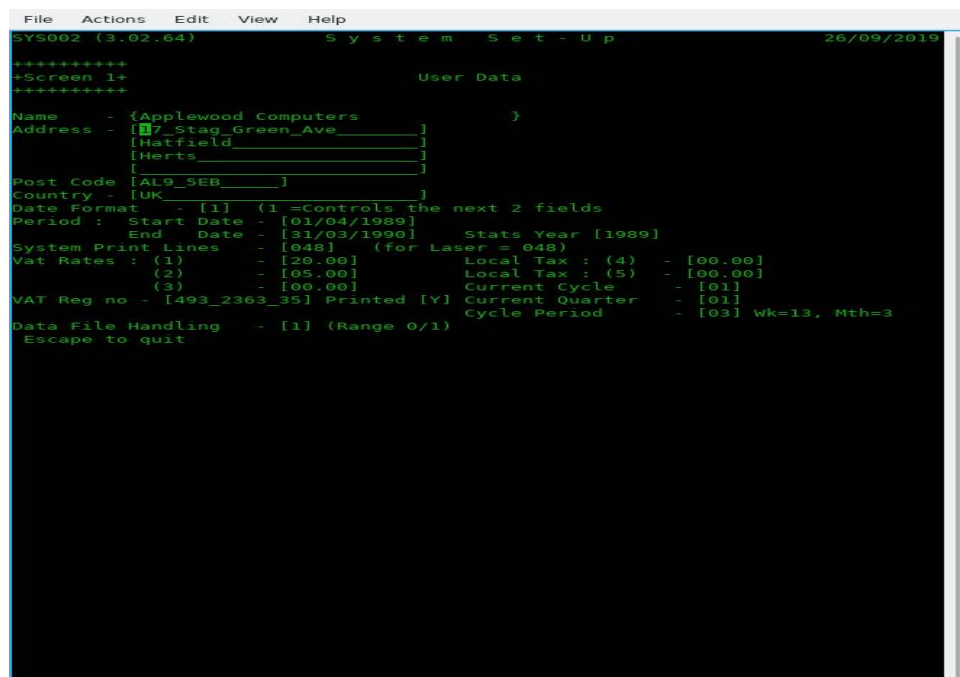 File Actions Edit View Help
SYS002 (3.02.64) S y s t e m S e t - U p 26/09/2019
++++++++++
+Screen 1+ User Data
++++++++++
Name - {Applewood Computers }
Address - [17_Stag_Green_Ave________]
[Hatfield__________________]
[Herts_____________________]
[__________________________]
Post Code [AL9_5EB______]
Country - [UK________________________]
Date Format - [1] (1 =Controls the next 2 fields
Period : Start Date - [01/04/1989]
End Date - [31/03/1990] Stats Year [1989]
System Print Lines - [048] (for Laser = 048)
Vat Rates : (1) - [20.00] Local Tax : (4) - [00.00]
(2) - [05.00] Local Tax : (5) - [00.00]
(3) - [00.00] Current Cycle - [01]
VAT Reg no - [493_2363_35] Printed [Y] Current Quarter - [01]
Cycle Period - [03] Wk=13, Mth=3
Data File Handling - [1] (Range 0/1)
Escape to quit